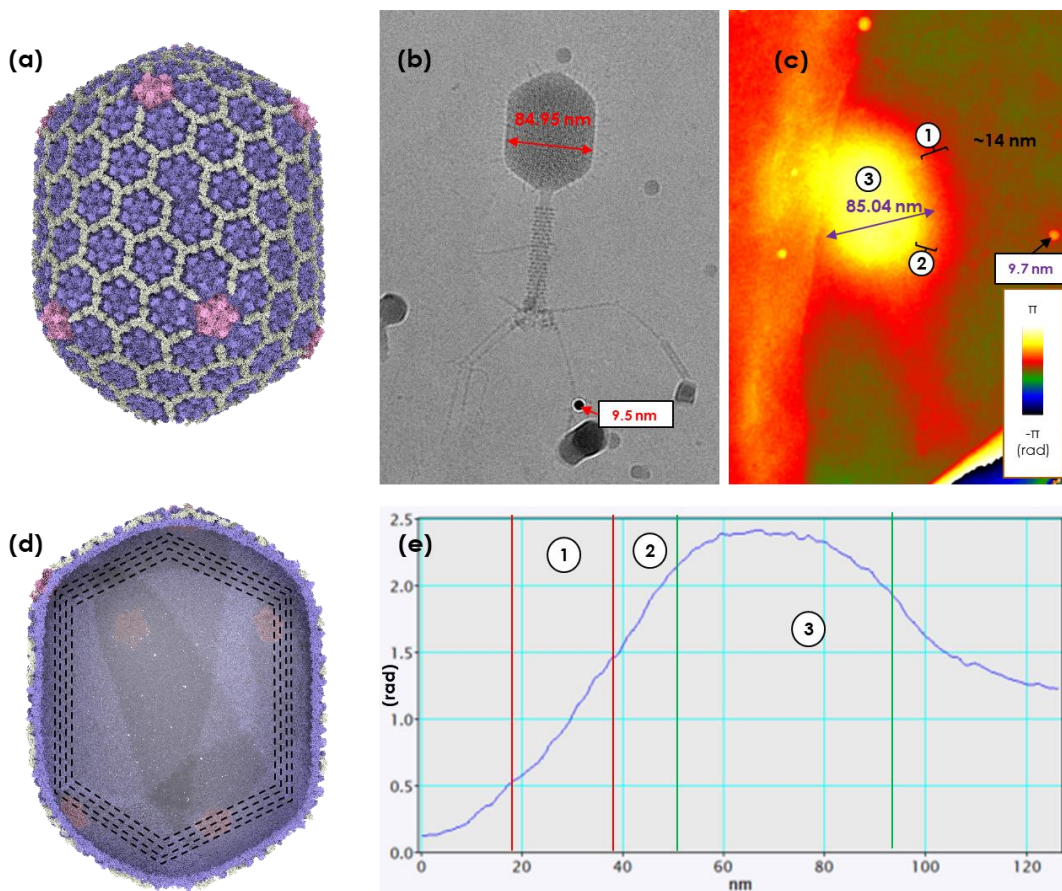 (a)
(b)
84.95 nm
9.5 nm
(c)
1
~14 nm
3
85.04 nm
2
9.7 nm
π
-π
(rad)
(d)
(e)
2.5
2.0
1.5
1.0
0.5
0.0
(rad)
1
2
3
0
20
40
60
80
100
120
nm